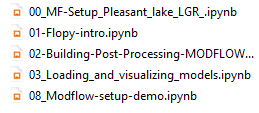 00_MF-Setup_Pleasant_lake_LGR_.ipynb
01-Flopy-intro.ipynb
02-Building-Post-Processing-MODFLOW...
03_Loading_and_visualizing_models.ipynb
08_Modflow-setup-demo.ipynb